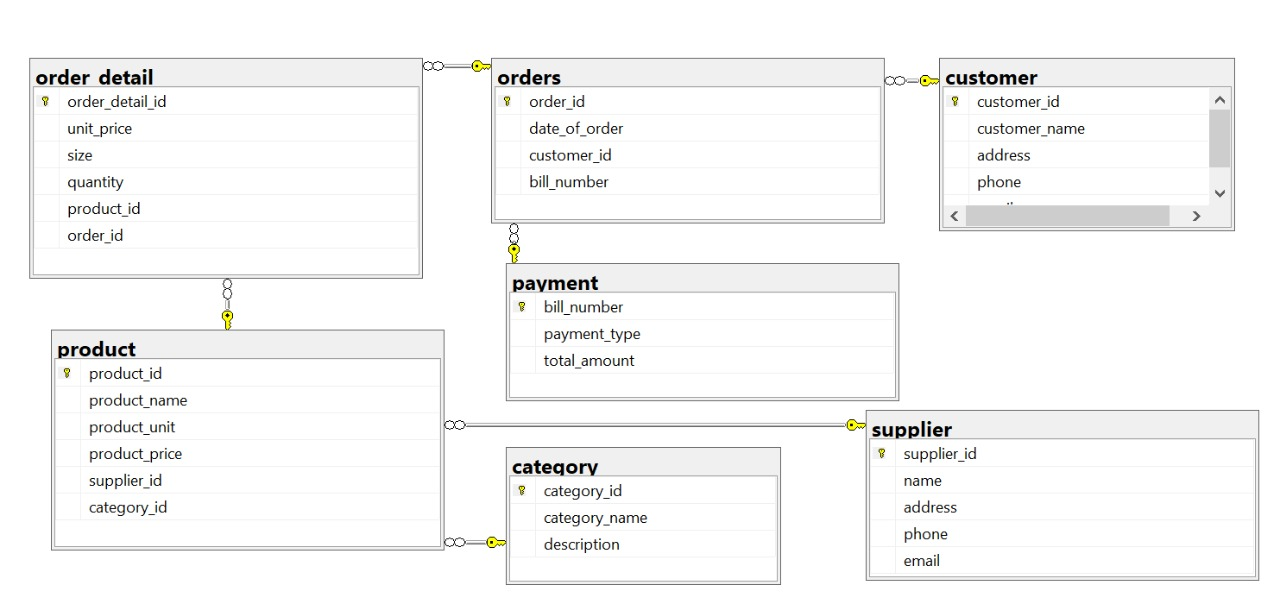 order_detail
order_detail_id
unit_price
size
quantity
product_id
order_id
orders
order_id
date_of_order
customer_id
bill_number
customer
customer_id
customer_name
address
phone
payment
bill_number
payment_type
total_amount
product
product_id
product_name
product_unit
product_price
supplier_id
category_id
category
category_id
category_name
description
supplier
supplier_id
name
address
phone
email